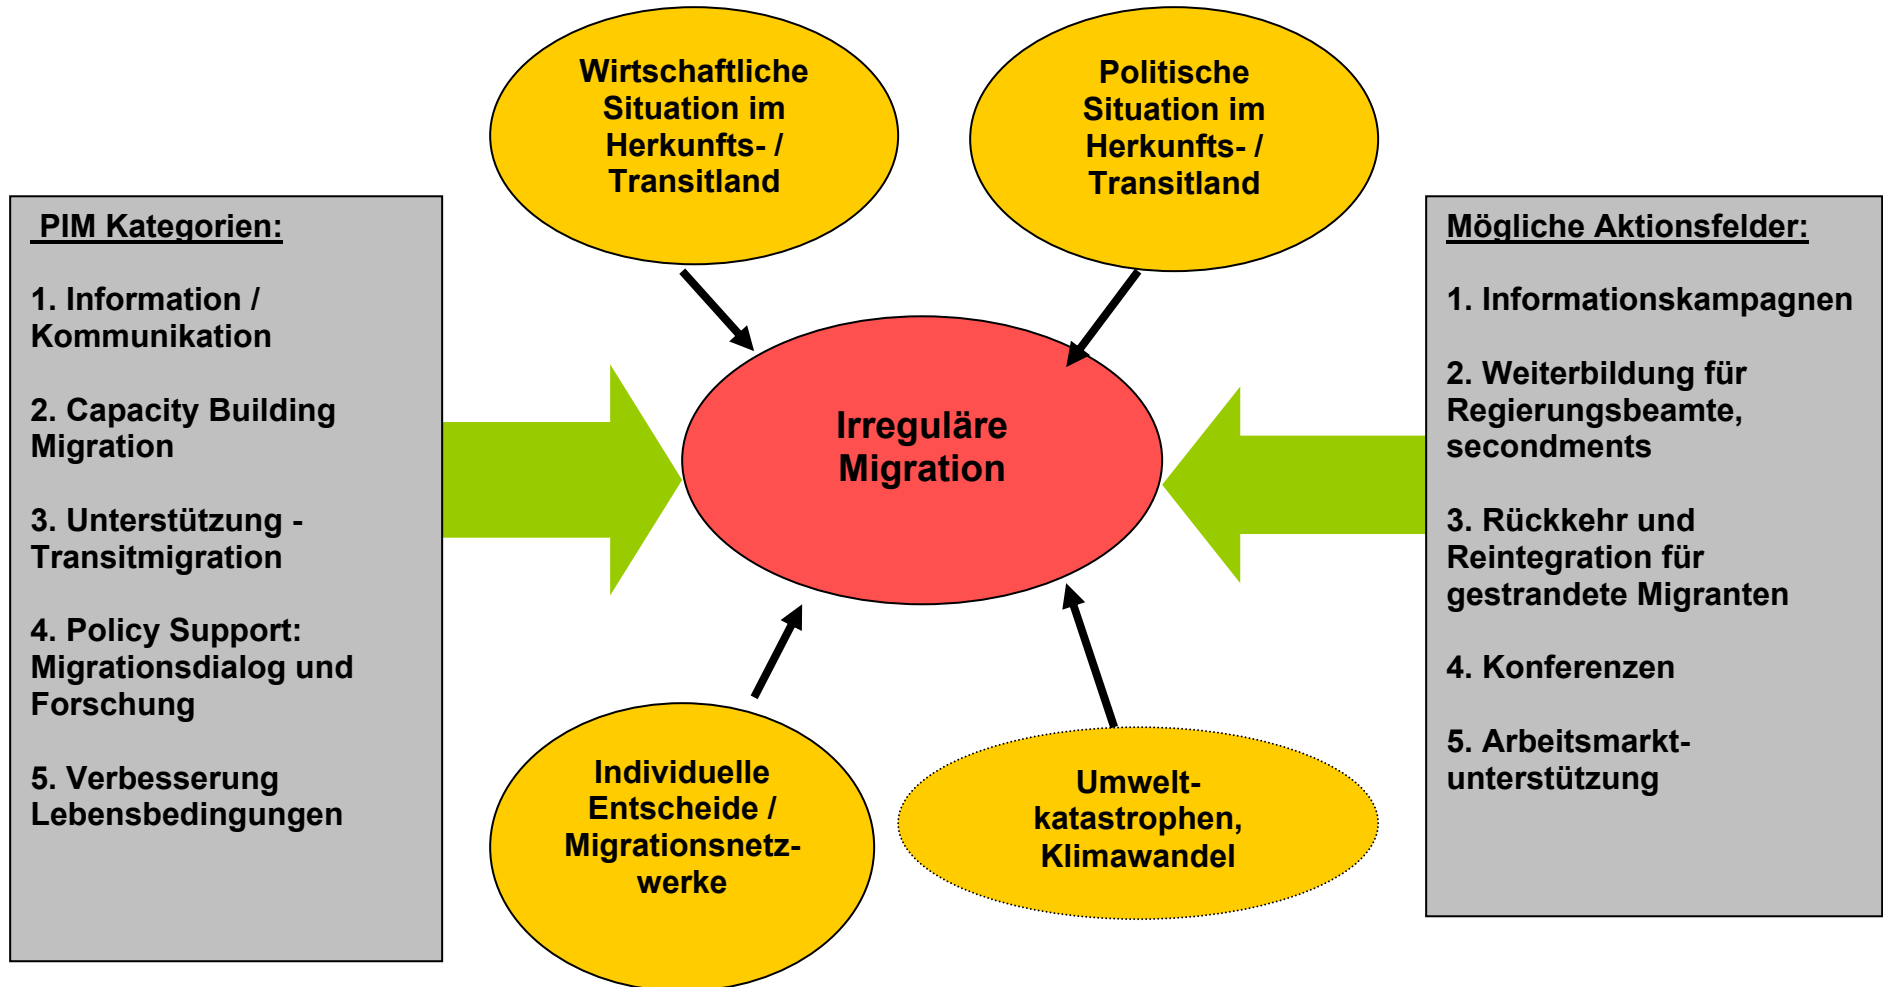 Wirtschaftliche
Situation im
Herkunfts- /
Transitland
Politische
Situation im
Herkunfts- /
Transitland
PIM Kategorien:
1. Information /
Kommunikation
2. Capacity Building
Migration
3. Unterstützung -
Transitmigration
4. Policy Support:
Migrationsdialog und
Forschung
5. Verbesserung
Lebensbedingungen
Irreguläre
Migration
Mögliche Aktionsfelder:
1. Informationskampagnen
2. Weiterbildung für
Regierungsbeamte,
secondments
3. Rückkehr und
Reintegration für
gestrandete Migranten
4. Konferenzen
5. Arbeitsmarkt-
unterstützung
Individuelle
Entscheide /
Migrationsnetz-
werke
Umwelt-
katastrophen,
Klimawandel